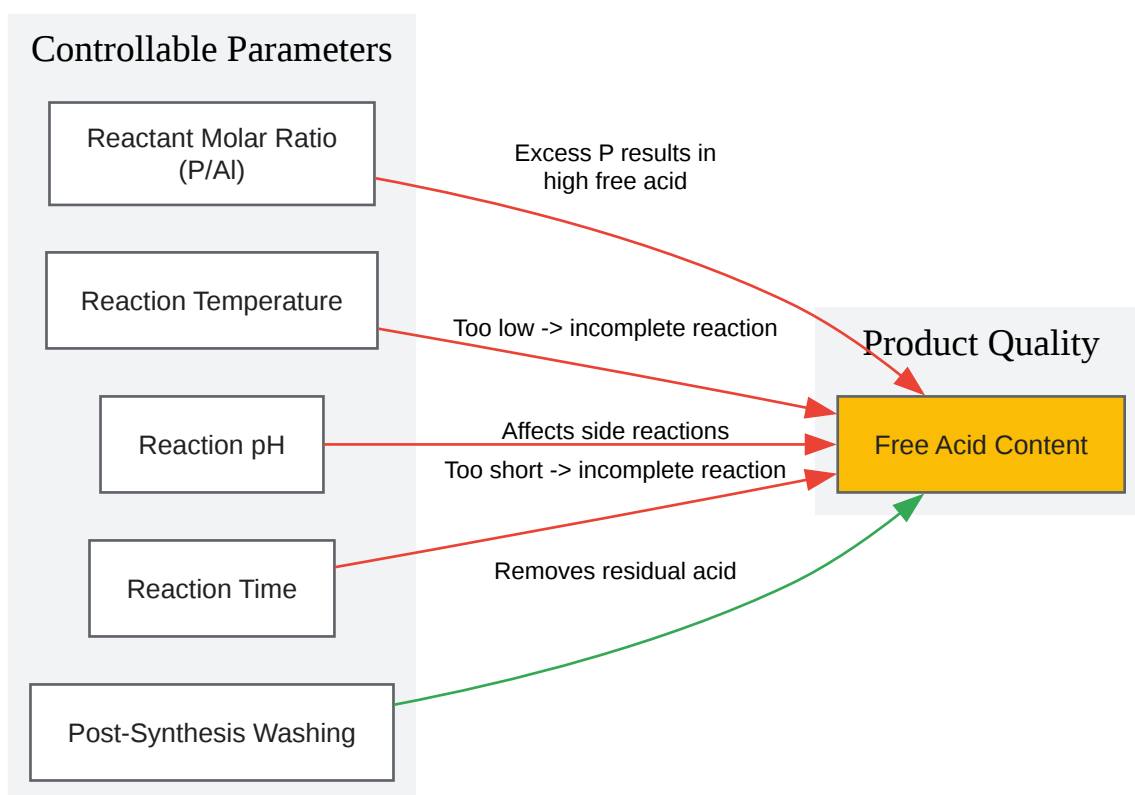 Controllable Parameters
Reactant Molar Ratio
(P/Al)
Excess P results in
high free acid
Reaction Temperature
Too low -> incomplete reaction
Product Quality
Reaction pH
Affects side reactions
Free Acid Content
Too short -> incomplete reaction
Reaction Time
Removes residual acid
Post-Synthesis Washing